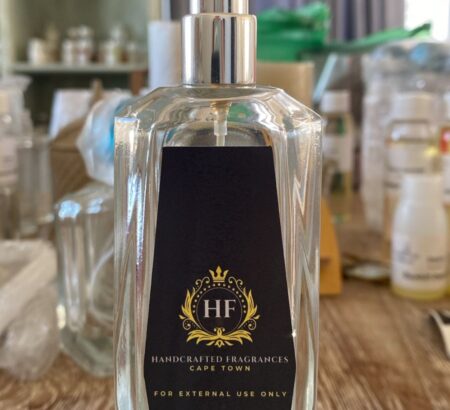 HF
HANDCRAFTED FRAGRANCES
CAPE TOWN
FOR EXTERNAL USE ONLY